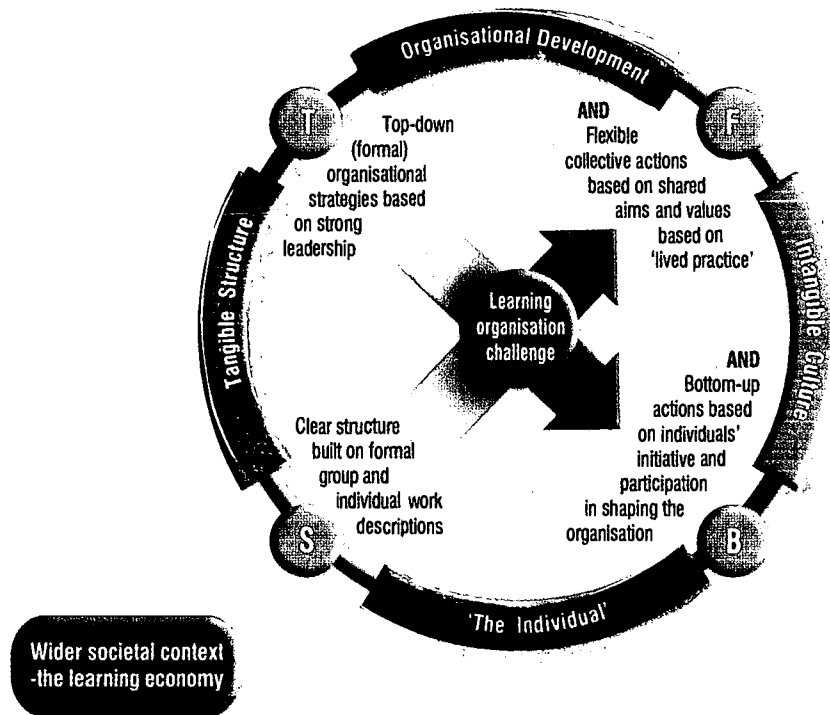 Organisational Development
T
F
Top-down
(formal)
organisational
strategies based
on strong
leadership
AND
Flexible
collective actions
based on shared
aims and values
based on
'lived practice'
Tangible Structure
Intangible Culture
Learning
organisation
challenge
Clear structure
built on formal
group and
individual work
descriptions
AND
Bottom-up
actions based
on individuals'
initiative and
participation
in shaping the
organisation
S
B
'The Individual'
Wider societal context
-the learning economy